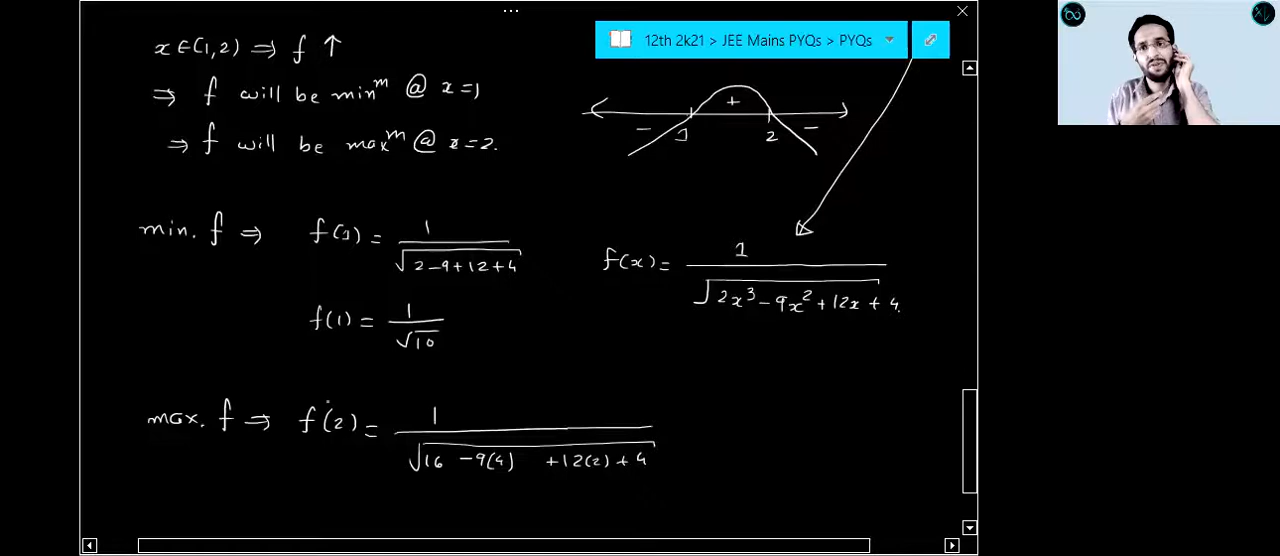 12th 2k21 > JEE Mains PYQs > PYQs
x ∈ (1,2) ⇒ f ↑
⇒ f will be minᵐ @ x=1
⇒ f will be maxᵐ @ x=2.
− 1 + 2 −
min. f ⇒ f(1) = 1/√(2−9+12+4)
f(x) = 1/√(2x³−9x²+12x+4.)
f(1) = 1/√10
max. f ⇒ f(2) = 1/√(16 −9(4) +12(2)+4)